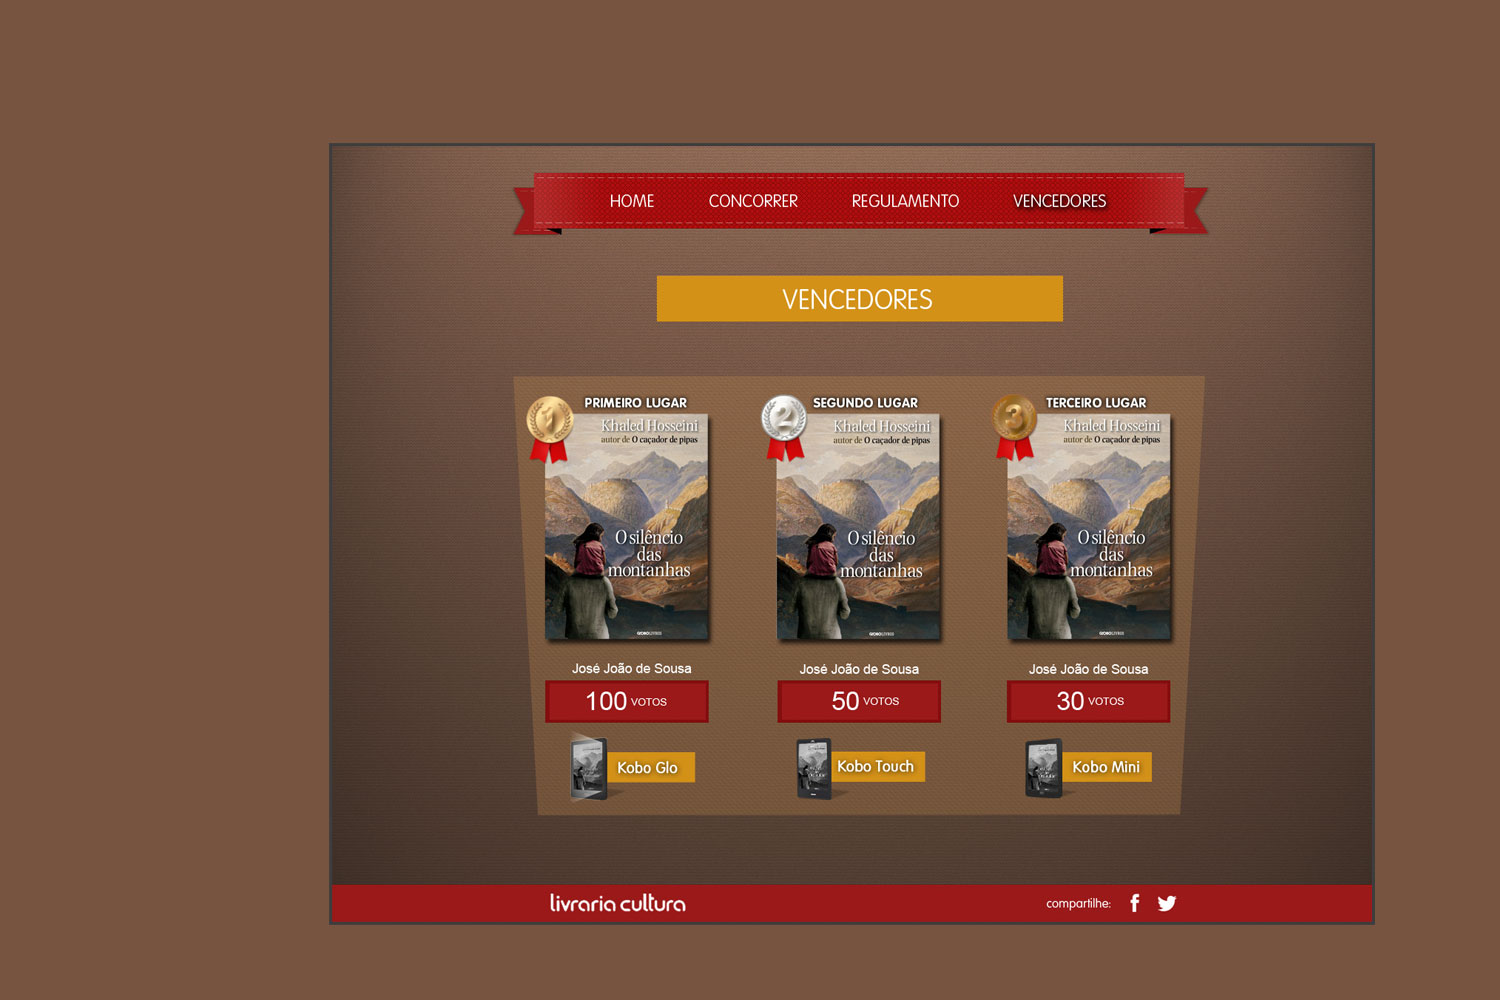 HOME CONCORRER REGULAMENTO VENCEDORES
VENCEDORES
PRIMEIRO LUGAR
1
Khaled Hosseini
autor de O caçador de pipas
O silêncio
das
montanhas
GLOBOLIVROS
José João de Sousa
100 VOTOS
Kobo Glo
SEGUNDO LUGAR
2
Khaled Hosseini
autor de O caçador de pipas
O silêncio
das
montanhas
GLOBOLIVROS
José João de Sousa
50 VOTOS
Kobo Touch
TERCEIRO LUGAR
3
Khaled Hosseini
autor de O caçador de pipas
O silêncio
das
montanhas
GLOBOLIVROS
José João de Sousa
30 VOTOS
Kobo Mini
livraria cultura
compartilhe: